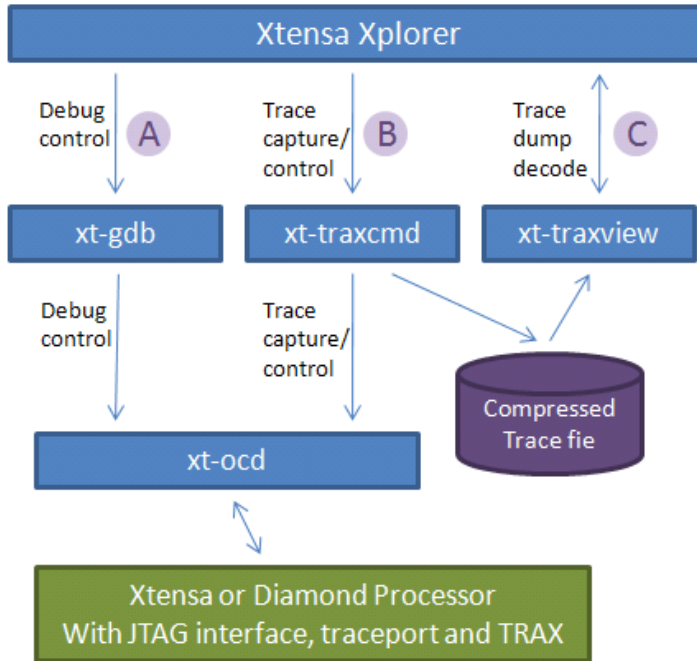 Xtensa Xplorer
Debug
control
A
Trace
capture/
control
B
Trace
dump
decode
C
xt-gdb
xt-traxcmd
xt-traxview
Debug
control
Trace
capture/
control
Compressed
Trace fie
xt-ocd
Xtensa or Diamond Processor
With JTAG interface, traceport and TRAX